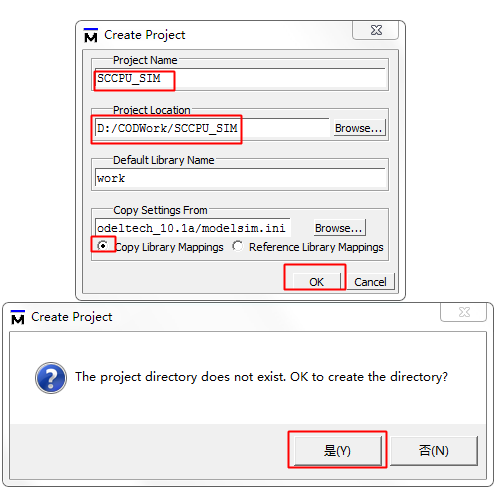 Create Project
Project Name
SCCPU_SIM
Project Location
D:/CODWork/SCCPU_SIM
Browse...
Default Library Name
work
Copy Settings From
odeltech_10.1a/modelsim.ini
Browse...
Copy Library Mappings
Reference Library Mappings
OK
Cancel
Create Project
The project directory does not exist. OK to create the directory?
是(Y)
否(N)